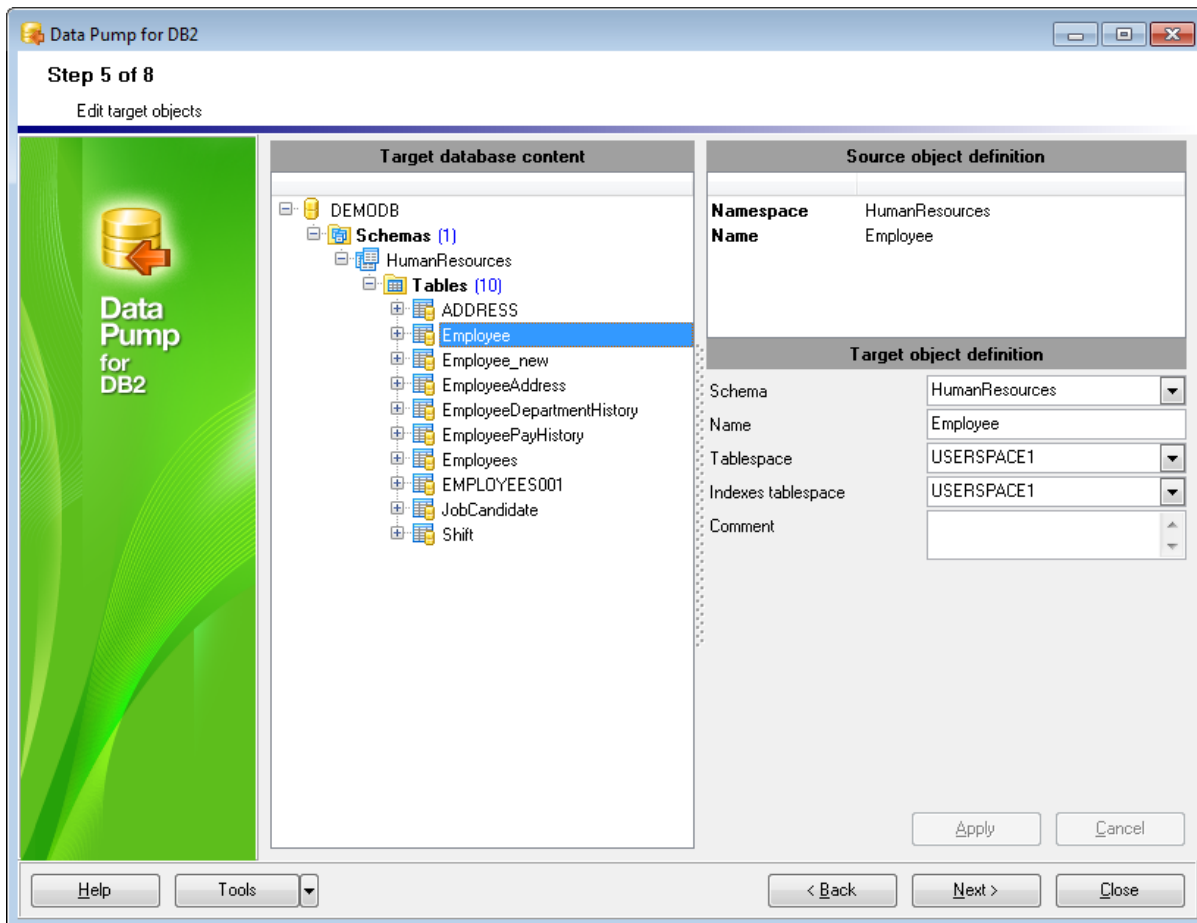 Data Pump for DB2
Step 5 of 8
Edit target objects
Data
Pump
for
DB2
Target database content
DEMODB
Schemas (1)
HumanResources
Tables (10)
ADDRESS
Employee
Employee_new
EmployeeAddress
EmployeeDepartmentHistory
EmployeePayHistory
Employees
EMPLOYEES001
JobCandidate
Shift
Source object definition
Namespace HumanResources
Name Employee
Target object definition
Schema HumanResources
Name Employee
Tablespace USERSPACE1
Indexes tablespace USERSPACE1
Comment
Apply Cancel
Help Tools < Back Next > Close